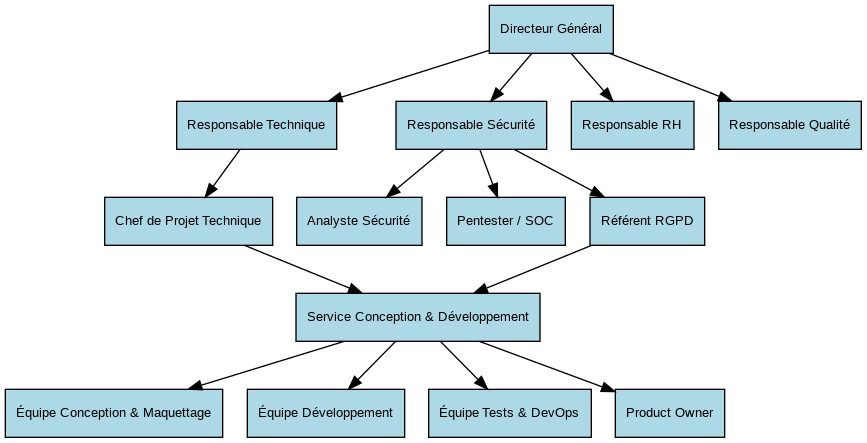 Directeur Général
Responsable Technique
Responsable Sécurité
Responsable RH
Responsable Qualité
Chef de Projet Technique
Analyste Sécurité
Pentester / SOC
Référent RGPD
Service Conception & Développement
Équipe Conception & Maquettage
Équipe Développement
Équipe Tests & DevOps
Product Owner